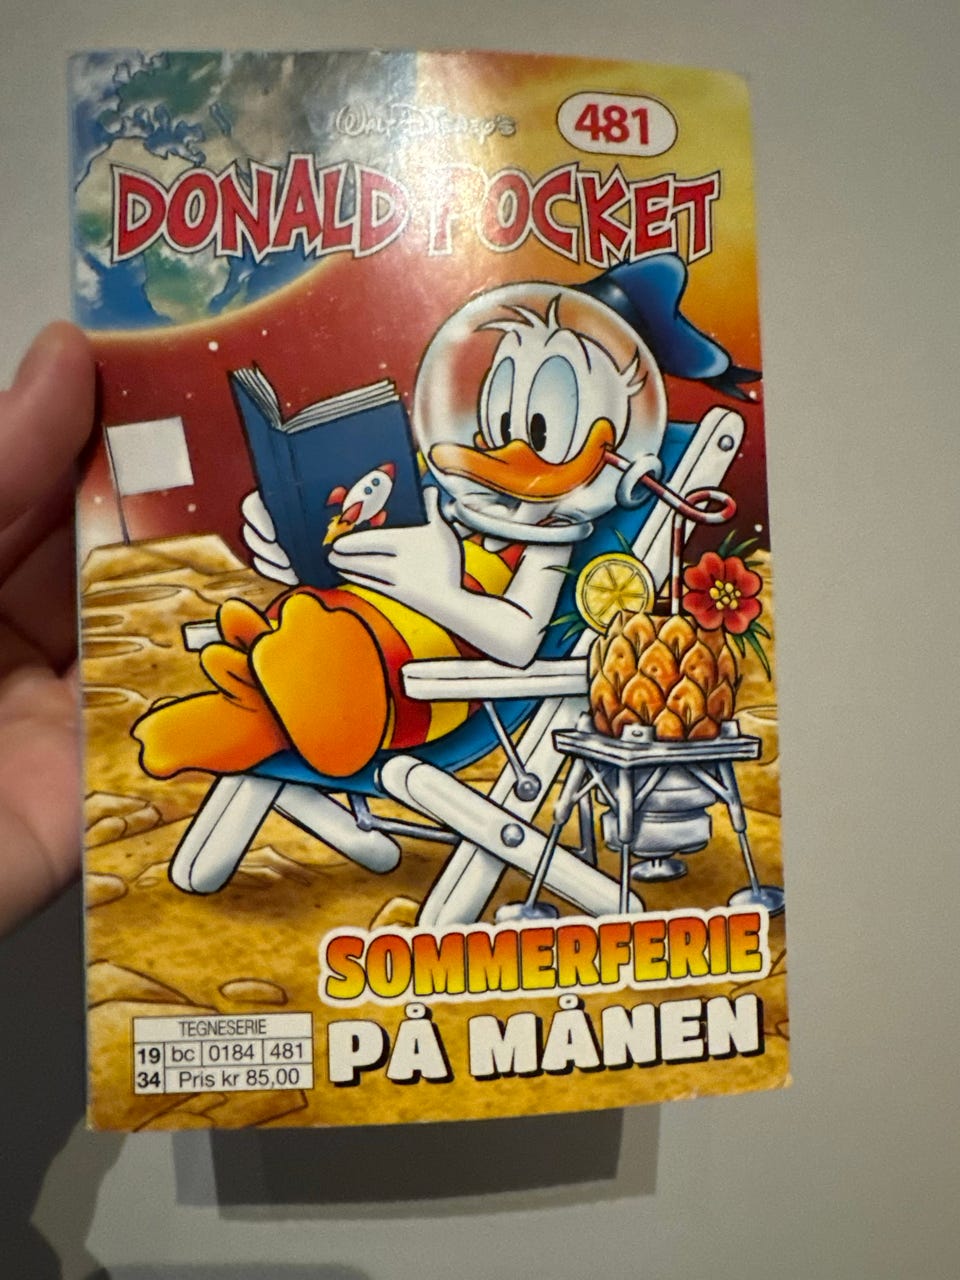 Walt Disney's
481
DONALD POCKET
SOMMERFERIE
PÅ MÅNEN
TEGNESERIE
19 bc 0184 481
34 Pris kr 85,00